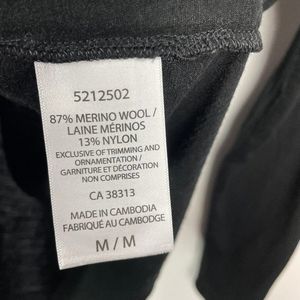 5212502
87% MERINO WOOL /
LAINE MÉRINOS
13% NYLON
EXCLUSIVE OF TRIMMING AND
ORNAMENTATION /
GARNITURE ET DÉCORATION
NON COMPRISES
CA 38313
MADE IN CAMBODIA
FABRIQUÉ AU CAMBODGE
M / M